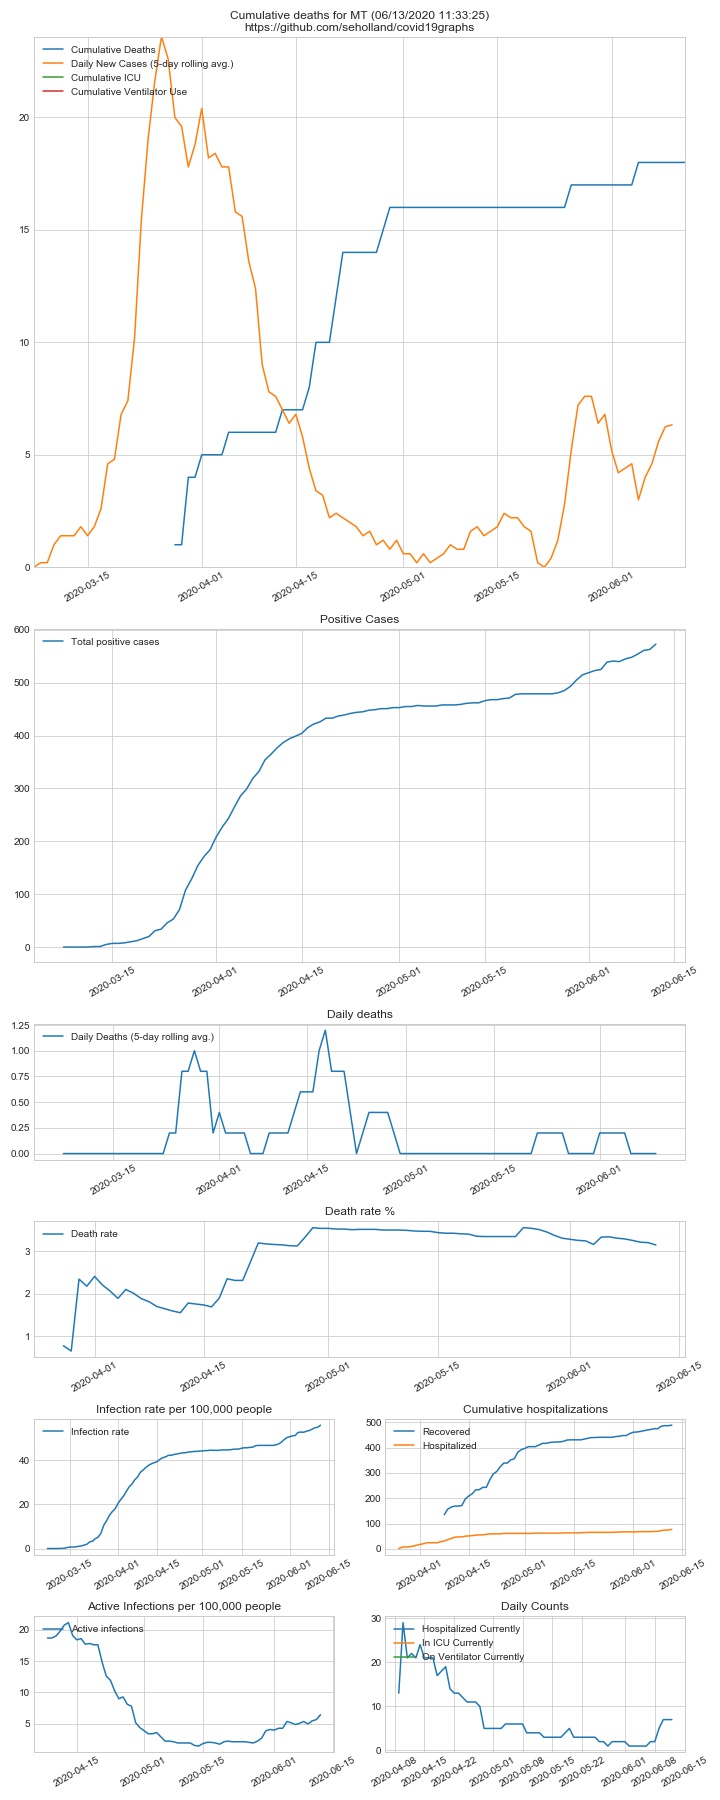 Cumulative deaths for MT (06/13/2020 11:33:25)
https://github.com/seholland/covid19graphs
Cumulative Deaths
Daily New Cases (5-day rolling avg.)
Cumulative ICU
Cumulative Ventilator Use
20
15
10
5
0
2020-03-15 2020-04-01 2020-04-15 2020-05-01 2020-05-15 2020-06-01
Positive Cases
Total positive cases
600
500
400
300
200
100
0
2020-03-15 2020-04-01 2020-04-15 2020-05-01 2020-05-15 2020-06-01 2020-06-15
Daily deaths
Daily Deaths (5-day rolling avg.)
1.25
1.00
0.75
0.50
0.25
0.00
2020-03-15 2020-04-01 2020-04-15 2020-05-01 2020-05-15 2020-06-01
Death rate %
Death rate
3
2
1
2020-04-01 2020-04-15 2020-05-01 2020-05-15 2020-06-01 2020-06-15
Infection rate per 100,000 people
Infection rate
40
20
0
2020-03-15 2020-04-01 2020-04-15 2020-05-01 2020-05-15 2020-06-01 2020-06-15
Cumulative hospitalizations
Recovered
Hospitalized
500
400
300
200
100
0
2020-04-01 2020-04-15 2020-05-01 2020-05-15 2020-06-01 2020-06-15
Active Infections per 100,000 people
Active infections
20
15
10
5
2020-04-15 2020-05-01 2020-05-15 2020-06-01 2020-06-15
Daily Counts
Hospitalized Currently
In ICU Currently
On Ventilator Currently
30
20
10
0
2020-04-08 2020-04-15 2020-04-22 2020-05-01 2020-05-08 2020-05-15 2020-05-22 2020-06-01 2020-06-08 2020-06-15